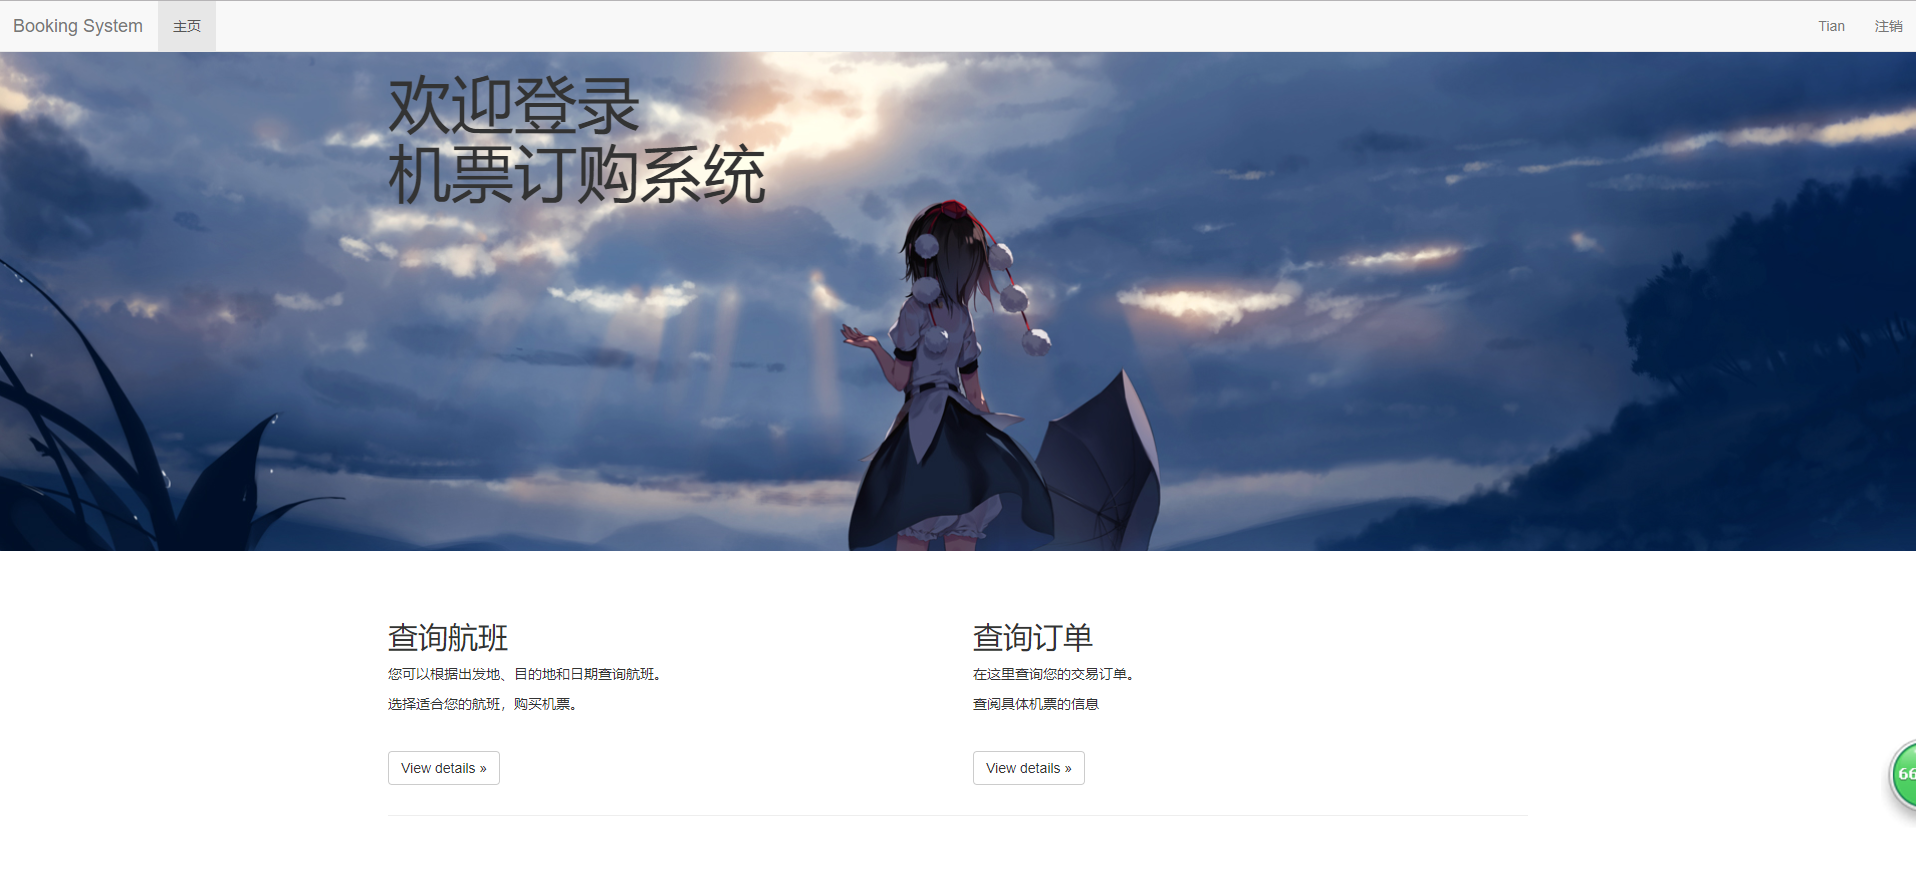 Booking System 主页 Tian 注销
欢迎登录
机票订购系统
查询航班
您可以根据出发地、目的地和日期查询航班。
选择适合您的航班，购买机票。
View details »
查询订单
在这里查询您的交易订单。
查阅具体机票的信息
View details »
66